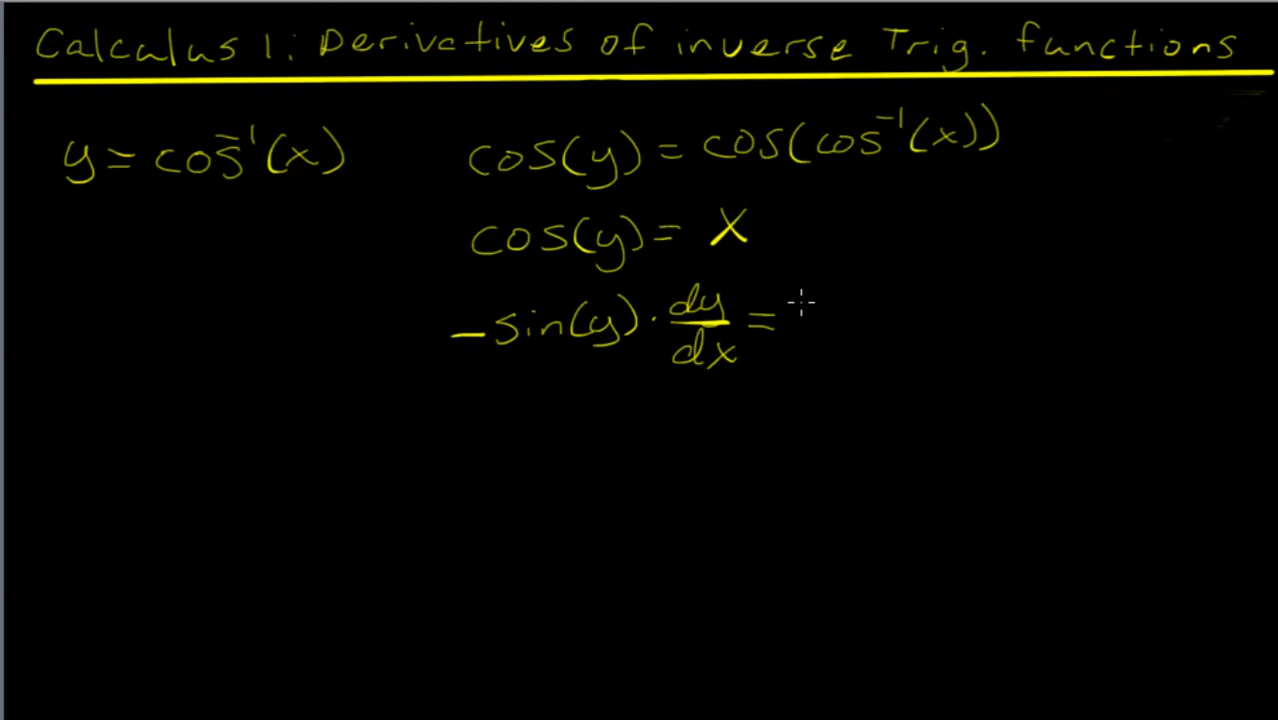 Calculus 1: Derivatives of inverse Trig. functions
y = cos⁻¹(x)
cos(y) = cos(cos⁻¹(x))
cos(y) = x
-sin(y) · dy/dx =